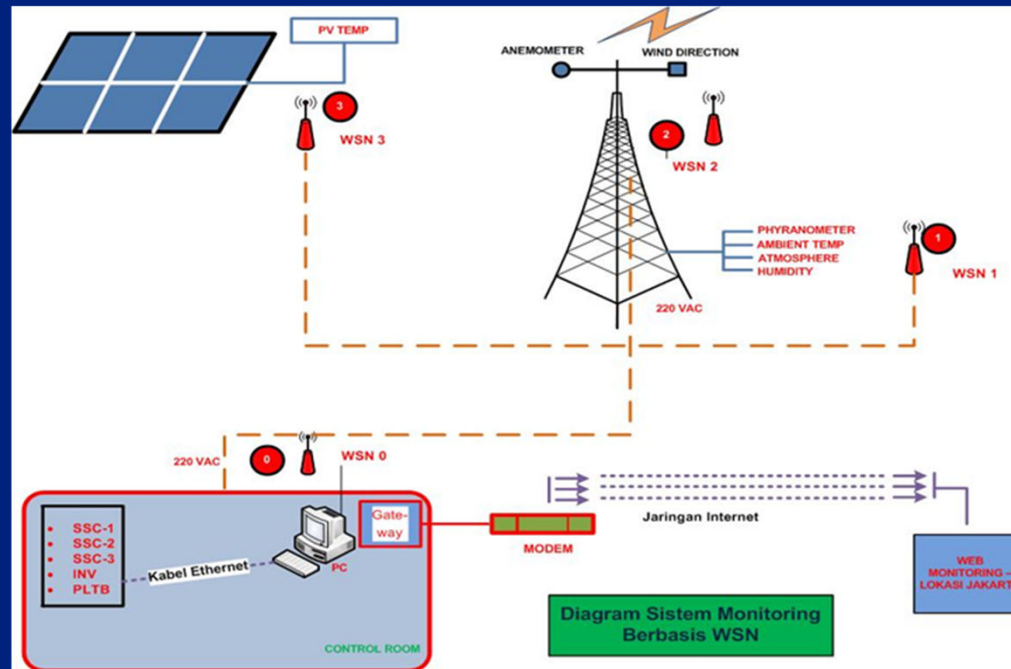 PV TEMP
ANEMOMETER
WIND DIRECTION
3
WSN 3
2
WSN 2
1
WSN 1
PHYRANOMETER
AMBIENT TEMP
ATMOSPHERE
HUMIDITY
220 VAC
220 VAC
0
WSN 0
SSC-1
SSC-2
SSC-3
INV
PLTB
Kabel Ethernet
PC
Gate-
way
CONTROL ROOM
MODEM
Jaringan Internet
WEB
MONITORING –
LOKASI JAKART
Diagram Sistem Monitoring
Berbasis WSN